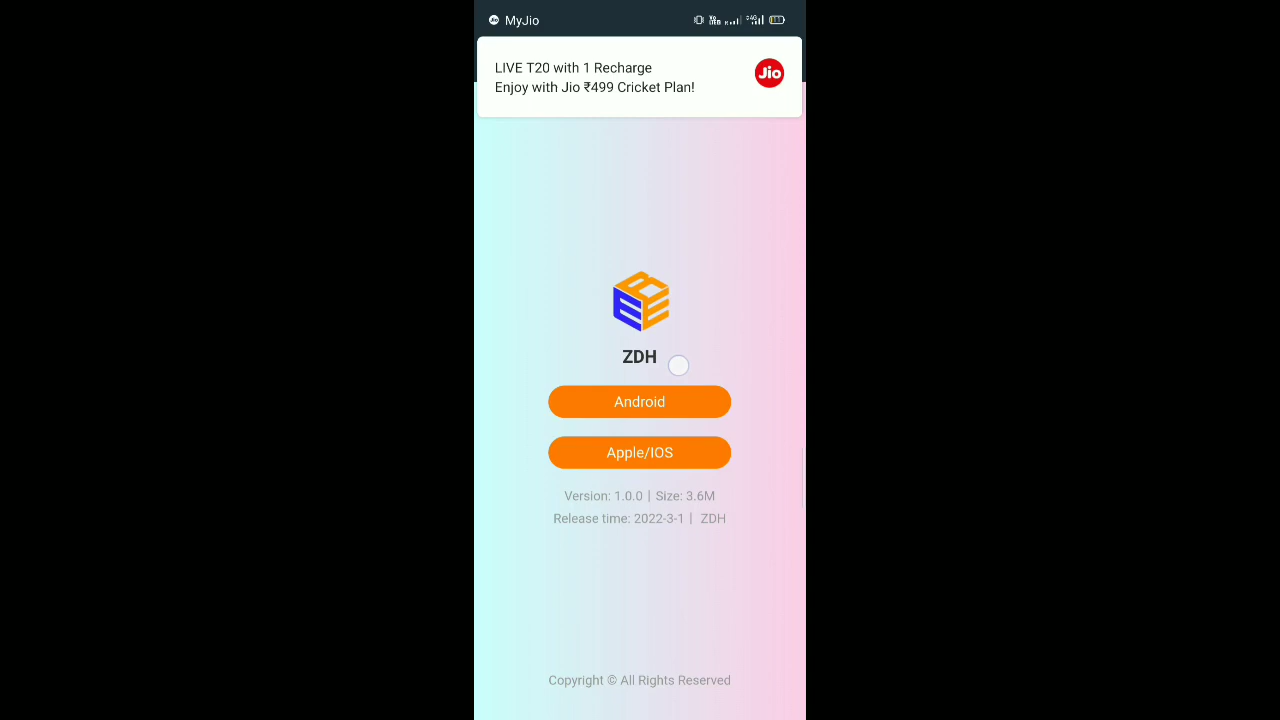 MyJio
LIVE T20 with 1 Recharge
Enjoy with Jio ₹499 Cricket Plan!
Jio
ZDH
Android
Apple/IOS
Version: 1.0.0 | Size: 3.6M
Release time: 2022-3-1 | ZDH
Copyright © All Rights Reserved